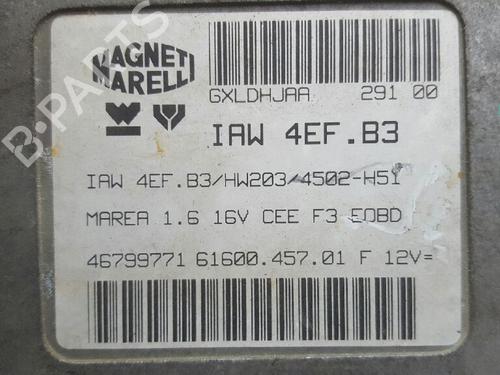 MAGNETI
MARELLI
GXLDHJAA 291 00
IAW 4EF.B3
IAW 4EF.B3/HW203/4502-H51
MAREA 1.6 16V CEE F3 EOBD
46799771 61600.457.01 F 12V=
B-PARTS